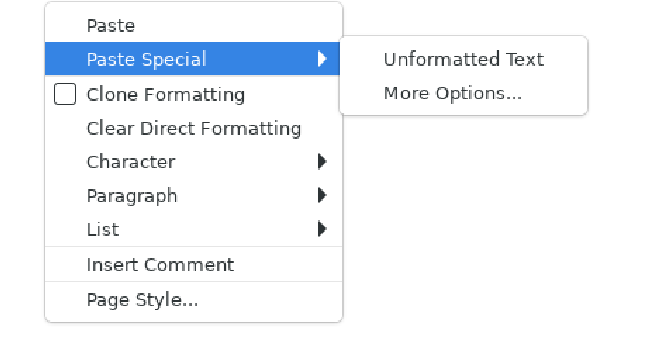 Paste
Paste Special
Unformatted Text
More Options...
Clone Formatting
Clear Direct Formatting
Character
Paragraph
List
Insert Comment
Page Style...